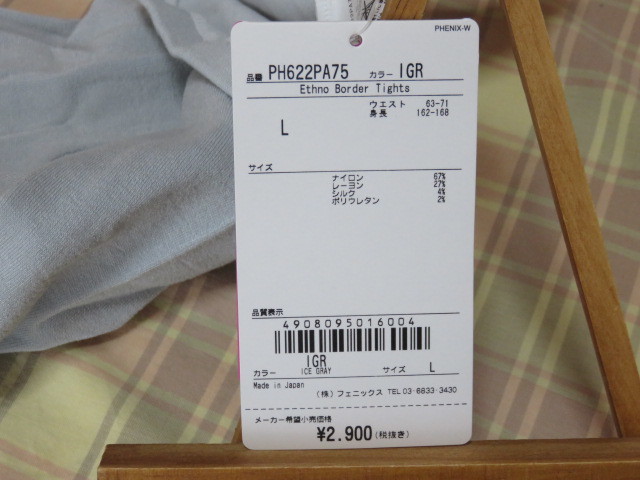 PHENIX-W
品番 PH622PA75 カラー IGR
Ethno Border Tights
ウエスト 63-71
身長 162-168
L
サイズ
ナイロン 67%
レーヨン 27%
シルク 4%
ポリウレタン 2%
品質表示
4908095016004
IGR
カラー ICE GRAY サイズ L
Made in Japan
(株) フェニックス TEL 03-6833-3430
メーカー希望小売価格
¥2.900(税抜き)